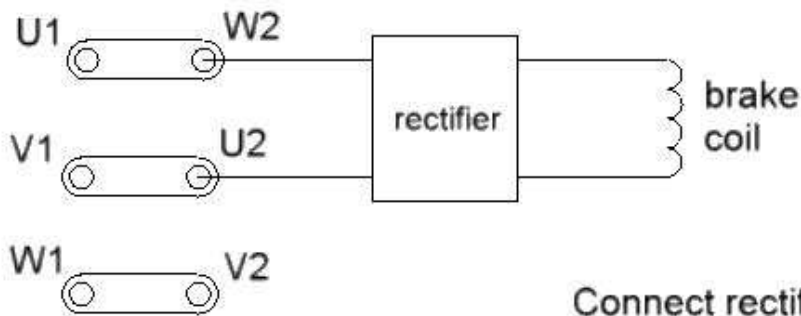 U1 W2
V1 U2
W1 V2
rectifier
brake
coil
Connect